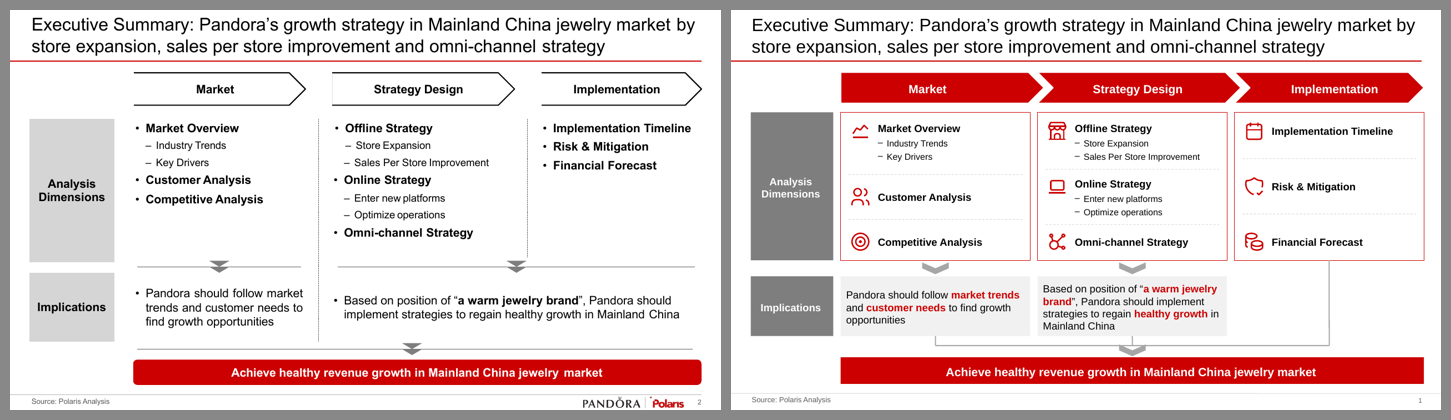 Executive Summary: Pandora’s growth strategy in Mainland China jewelry market by
store expansion, sales per store improvement and omni-channel strategy
Market
Strategy Design
Implementation
Analysis
Dimensions
• Market Overview
– Industry Trends
– Key Drivers
• Customer Analysis
• Competitive Analysis
• Offline Strategy
– Store Expansion
– Sales Per Store Improvement
• Online Strategy
– Enter new platforms
– Optimize operations
• Omni-channel Strategy
• Implementation Timeline
• Risk & Mitigation
• Financial Forecast
Implications
• Pandora should follow market
trends and customer needs to
find growth opportunities
• Based on position of “a warm jewelry brand”, Pandora should
implement strategies to regain healthy growth in Mainland China
Achieve healthy revenue growth in Mainland China jewelry market
Source: Polaris Analysis
PANDÖRA
Polaris
2
Executive Summary: Pandora’s growth strategy in Mainland China jewelry market by
store expansion, sales per store improvement and omni-channel strategy
Market
Strategy Design
Implementation
Analysis
Dimensions
Market Overview
– Industry Trends
– Key Drivers
Customer Analysis
Competitive Analysis
Offline Strategy
– Store Expansion
– Sales Per Store Improvement
Online Strategy
– Enter new platforms
– Optimize operations
Omni-channel Strategy
Implementation Timeline
Risk & Mitigation
Financial Forecast
Implications
Pandora should follow market trends
and customer needs to find growth
opportunities
Based on position of “a warm jewelry
brand”, Pandora should implement
strategies to regain healthy growth in
Mainland China
Achieve healthy revenue growth in Mainland China jewelry market
Source: Polaris Analysis
1